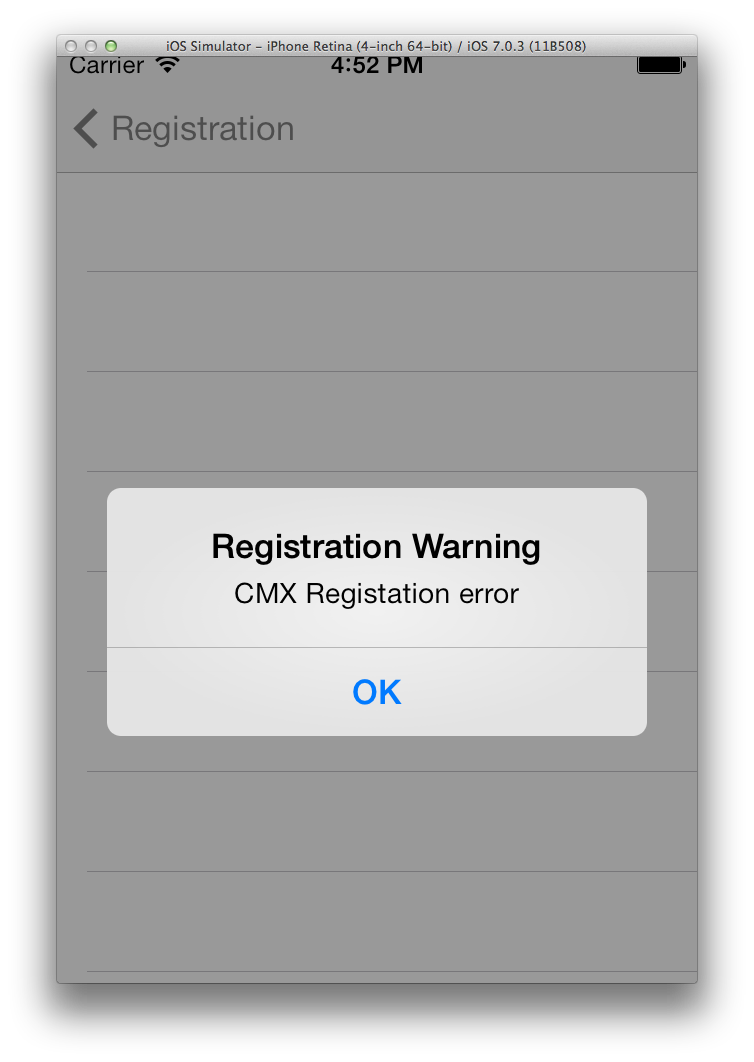 iOS Simulator – iPhone Retina (4-inch 64-bit) / iOS 7.0.3 (11B508)
Carrier 4:52 PM
Registration
Registration Warning
CMX Registation error
OK